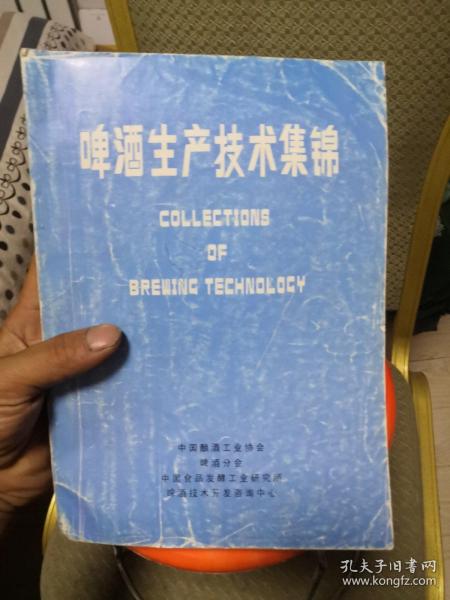 啤酒生产技术集锦
COLLECTIONS
OF
BREWING TECHNOLOGY
中国酿酒工业协会
啤酒分会
中国食品发酵工业研究所
啤酒技术开发咨询中心
孔夫子旧书网
www.kongfz.com